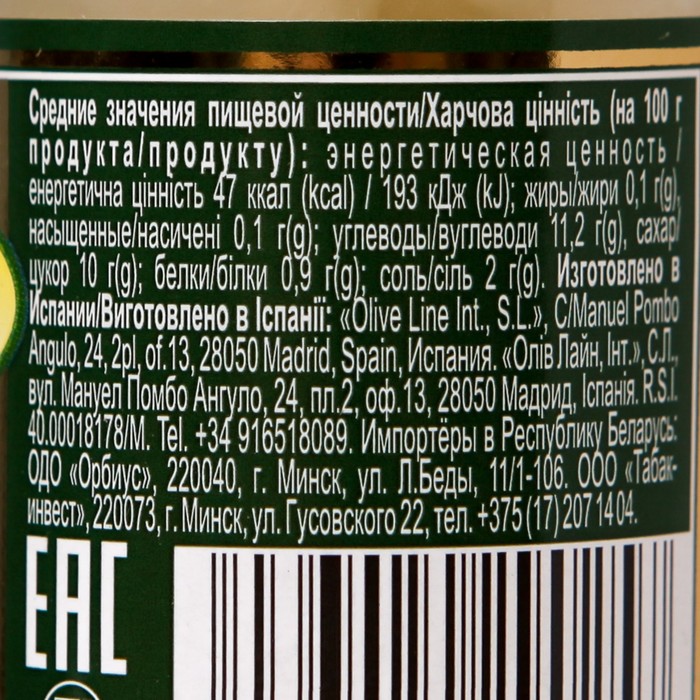 Средние значения пищевой ценности/Харчова цінність (на 100 г
продукта/продукту): энергетическая ценность /
енергетична цінність 47 ккал (kcal) / 193 кДж (kJ); жиры/жири 0,1 г(g),
насыщенные/насичені 0,1 г(g); углеводы/вуглеводи 11,2 г(g), сахар/
цукор 10 г(g); белки/білки 0,9 г(g); соль/сіль 2 г(g). Изготовлено в
Испании/Виготовлено в Іспанії: «Olive Line Int., S.L.», C/Manuel Pombo
Angulo, 24, 2pl, of.13, 28050 Madrid, Spain, Испания. «Олів Лайн, Інт.», С.Л.,
вул. Мануел Помбо Ангуло, 24, пл.2, оф.13, 28050 Мадрид, Іспанія. R.S.I.
40.00018178/M. Tel. +34 916518089. Импортёры в Республику Беларусь:
ОДО «Орбиус», 220040, г. Минск, ул. Л.Беды, 11/1-106. ООО «Табак-
инвест», 220073, г. Минск, ул. Гусовского 22, тел. +375 (17) 207 14 04.
EAC